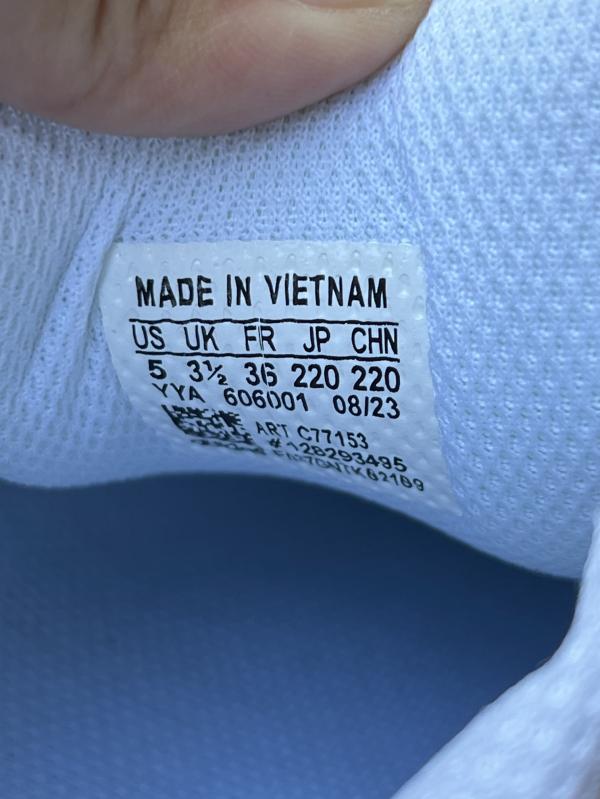 MADE IN VIETNAM
US UK FR JP CHN
5 3½ 36 220 220
YYA 606001 08/23
ART C77153
#128293495